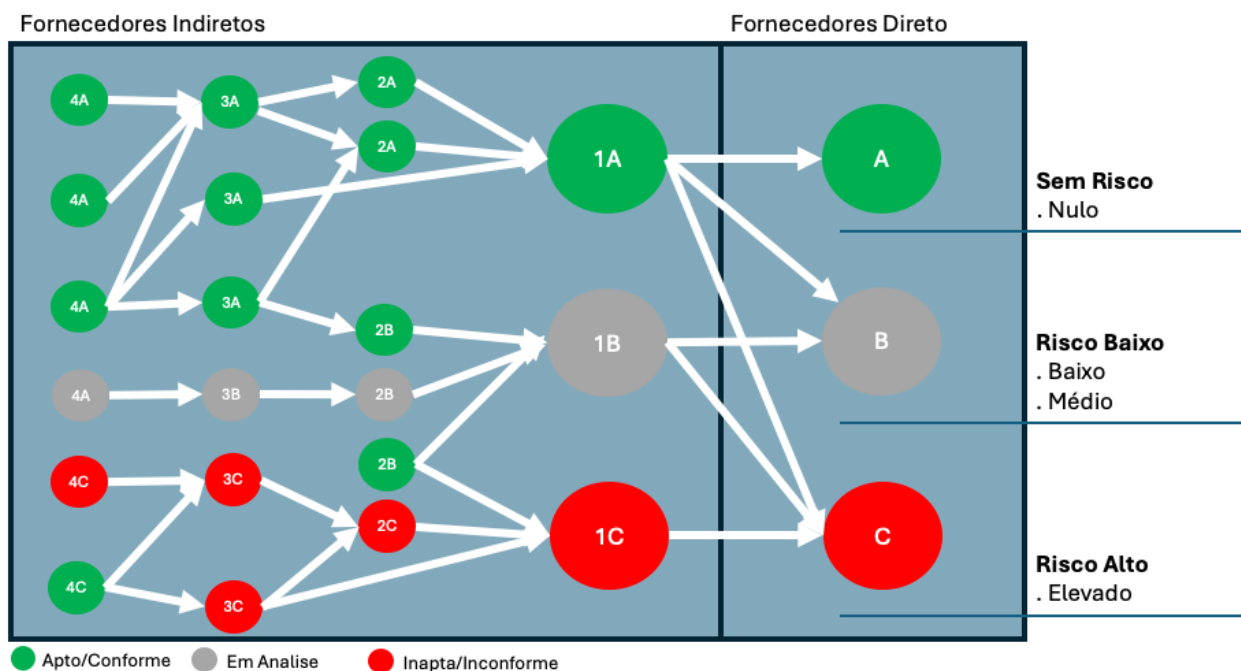 Fornecedores Indiretos
Fornecedores Direto
4A
3A
2A
2A
1A
A
4A
3A
Sem Risco
. Nulo
4A
3A
2B
1B
B
Risco Baixo
. Baixo
. Médio
4A
3B
2B
2B
4C
3C
2C
1C
C
4C
3C
Risco Alto
. Elevado
Apto/Conforme
Em Analise
Inapta/Inconforme